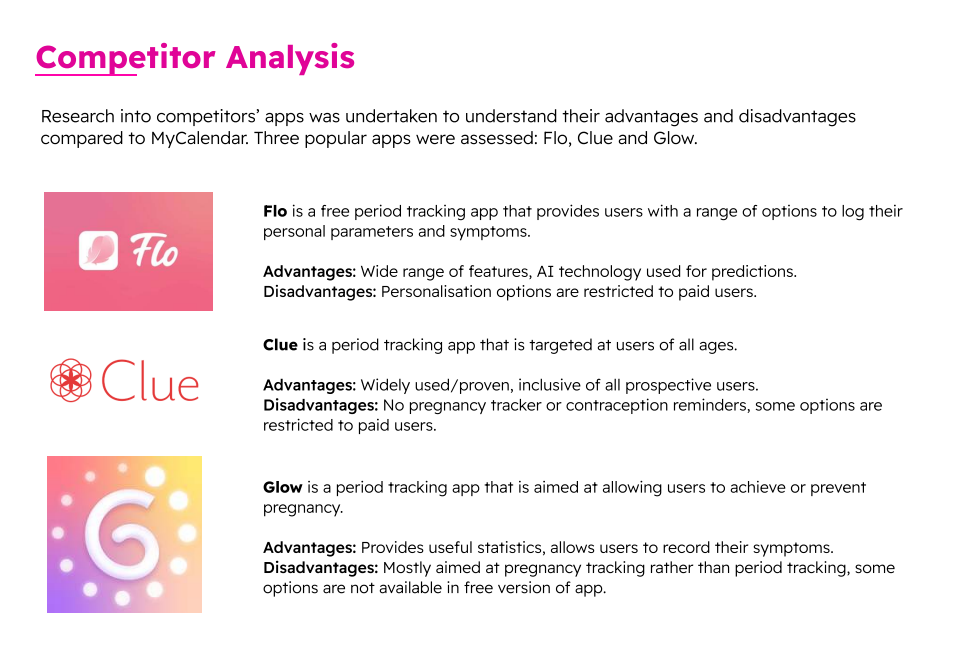 Competitor Analysis
Research into competitors’ apps was undertaken to understand their advantages and disadvantages
compared to MyCalendar. Three popular apps were assessed: Flo, Clue and Glow.
Flo
Flo is a free period tracking app that provides users with a range of options to log their
personal parameters and symptoms.
Advantages: Wide range of features, AI technology used for predictions.
Disadvantages: Personalisation options are restricted to paid users.
Clue
Clue is a period tracking app that is targeted at users of all ages.
Advantages: Widely used/proven, inclusive of all prospective users.
Disadvantages: No pregnancy tracker or contraception reminders, some options are
restricted to paid users.
G
Glow is a period tracking app that is aimed at allowing users to achieve or prevent
pregnancy.
Advantages: Provides useful statistics, allows users to record their symptoms.
Disadvantages: Mostly aimed at pregnancy tracking rather than period tracking, some
options are not available in free version of app.